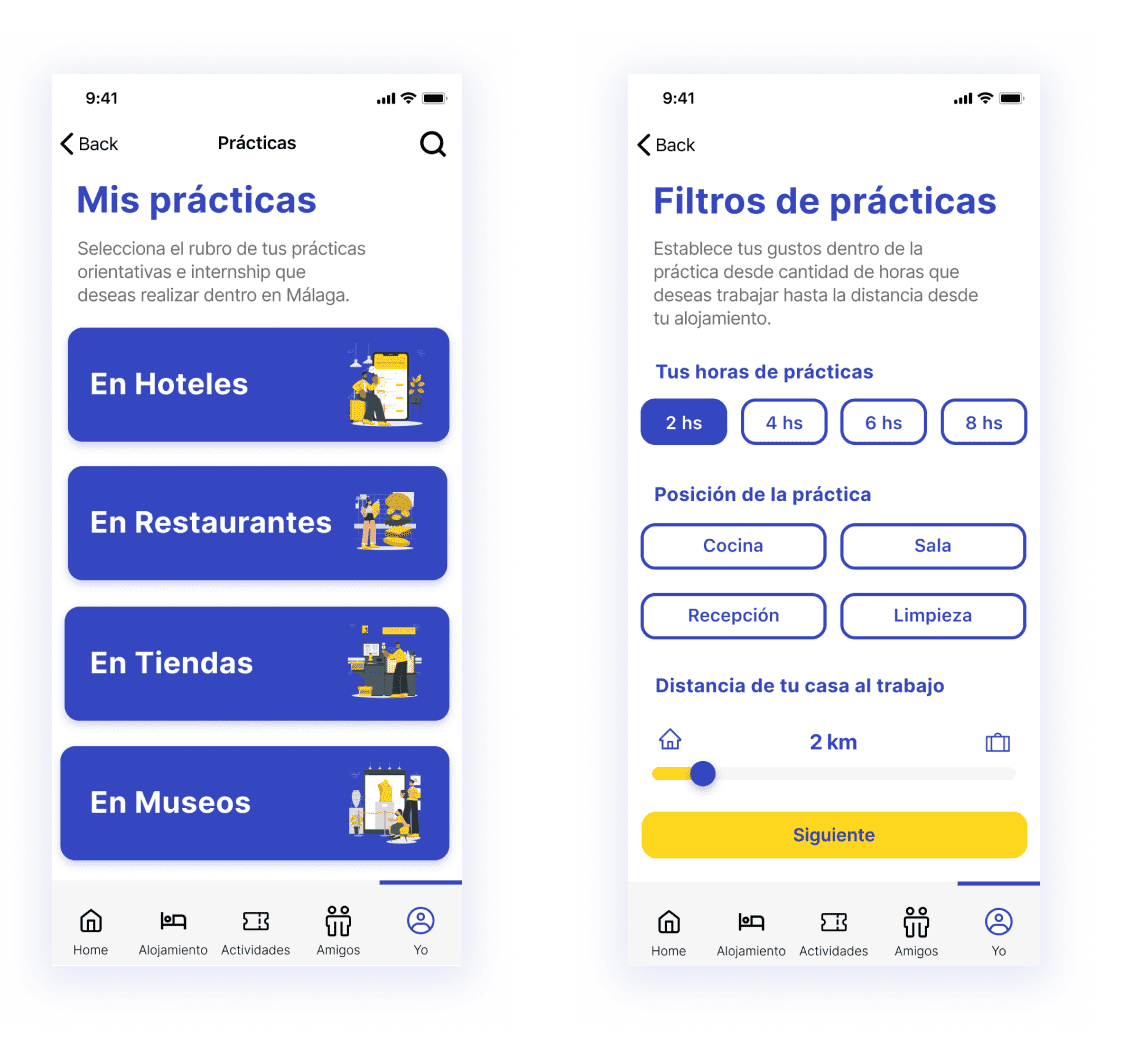 9:41
Back
Prácticas
Mis prácticas
Selecciona el rubro de tus prácticas
orientativas e internship que
deseas realizar dentro en Málaga.
En Hoteles
En Restaurantes
En Tiendas
En Museos
Home
Alojamiento
Actividades
Amigos
Yo
9:41
Back
Filtros de prácticas
Establece tus gustos dentro de la
práctica desde cantidad de horas que
deseas trabajar hasta la distancia desde
tu alojamiento.
Tus horas de prácticas
2 hs
4 hs
6 hs
8 hs
Posición de la práctica
Cocina
Sala
Recepción
Limpieza
Distancia de tu casa al trabajo
2 km
Siguiente
Home
Alojamiento
Actividades
Amigos
Yo